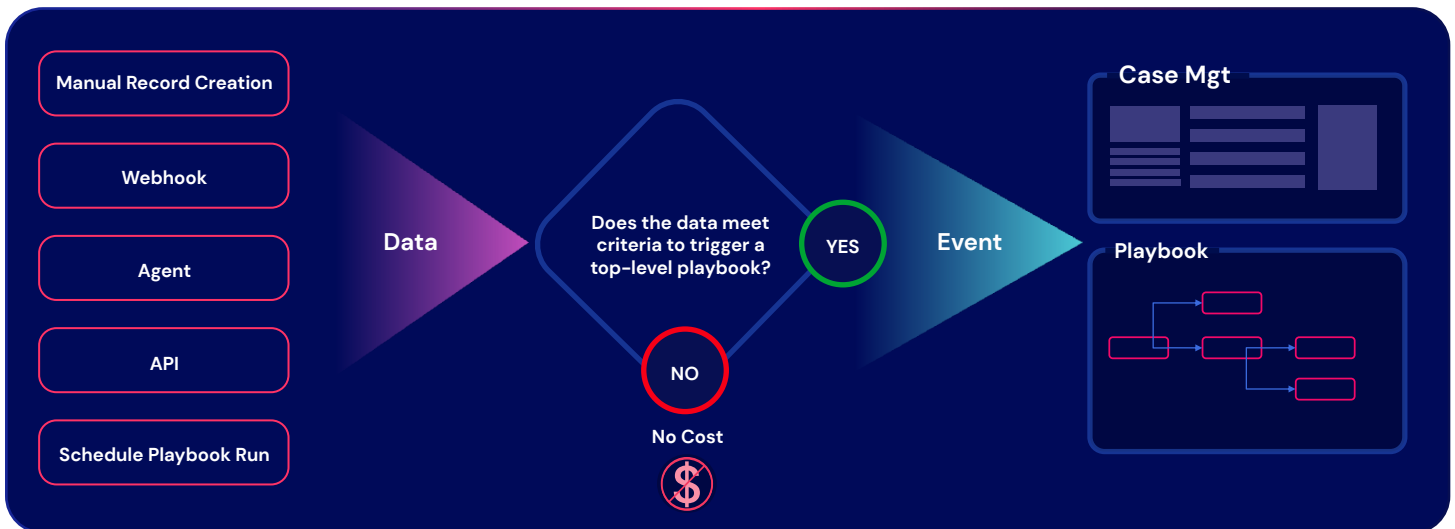 Manual Record Creation
Webhook
Agent
API
Schedule Playbook Run
Data
Does the data meet
criteria to trigger a
top-level playbook?
YES
NO
No Cost
$
Event
Case Mgt
Playbook